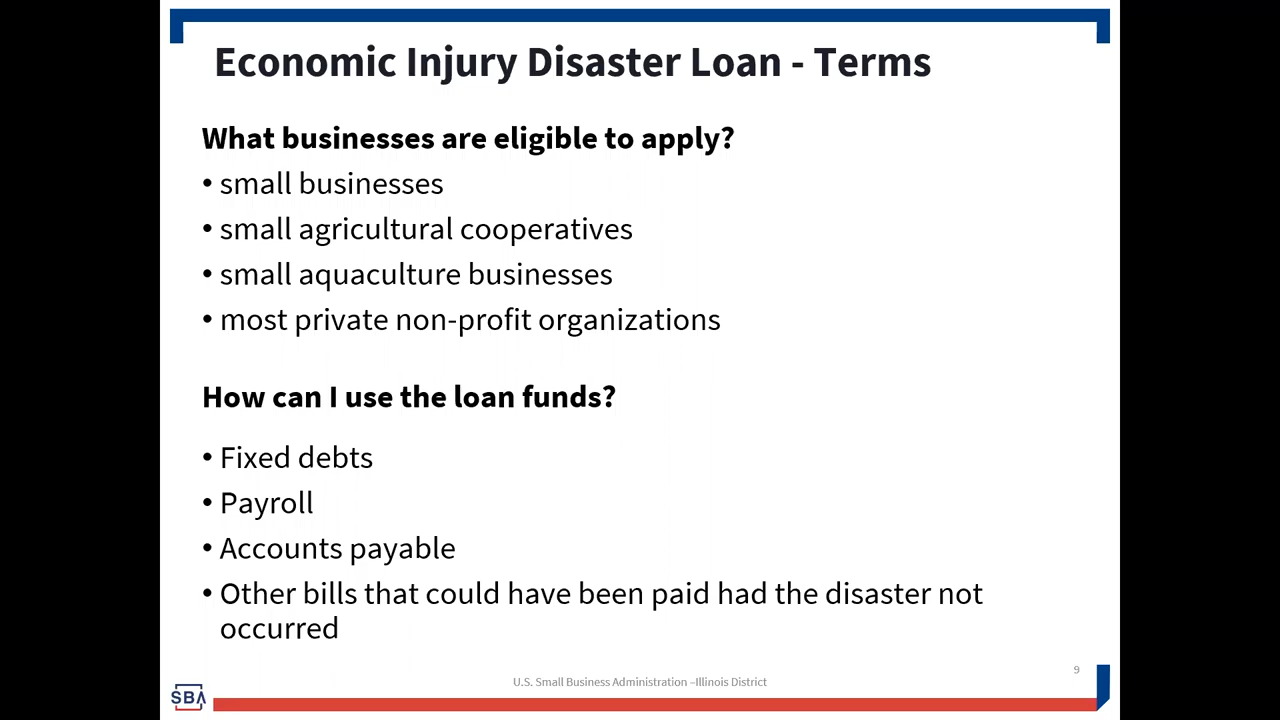 Economic Injury Disaster Loan - Terms
What businesses are eligible to apply?
• small businesses
• small agricultural cooperatives
• small aquaculture businesses
• most private non-profit organizations
How can I use the loan funds?
• Fixed debts
• Payroll
• Accounts payable
• Other bills that could have been paid had the disaster not
occurred
9
U.S. Small Business Administration –Illinois District
SBA